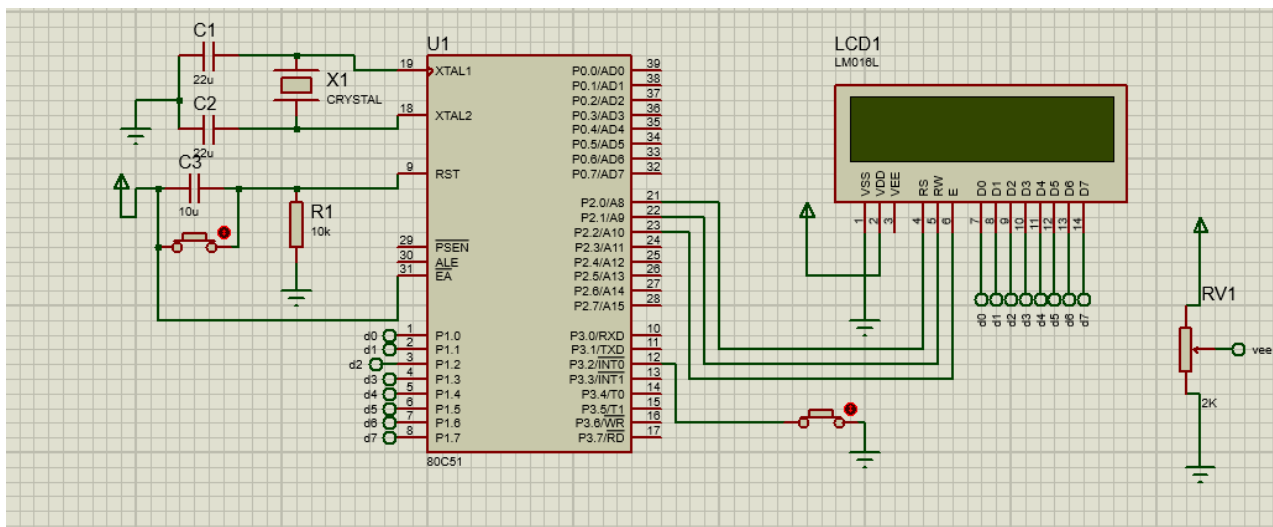 C1
22u
X1
CRYSTAL
C2
22u
C3
10u
R1
10k
U1
19 XTAL1
18 XTAL2
9 RST
29 PSEN
30 ALE
31 EA
d0 1 P1.0
d1 2 P1.1
d2 3 P1.2
d3 4 P1.3
d4 5 P1.4
d5 6 P1.5
d6 7 P1.6
d7 8 P1.7
P0.0/AD0 39
P0.1/AD1 38
P0.2/AD2 37
P0.3/AD3 36
P0.4/AD4 35
P0.5/AD5 34
P0.6/AD6 33
P0.7/AD7 32
P2.0/A8 21
P2.1/A9 22
P2.2/A10 23
P2.3/A11 24
P2.4/A12 25
P2.5/A13 26
P2.6/A14 27
P2.7/A15 28
P3.0/RXD 10
P3.1/TXD 11
P3.2/INT0 12
P3.3/INT1 13
P3.4/T0 14
P3.5/T1 15
P3.6/WR 16
P3.7/RD 17
80C51
LCD1
LM016L
VSS VDD VEE RS RW E D0 D1 D2 D3 D4 D5 D6 D7
1 2 3 4 5 6 7 8 9 10 11 12 13 14
d0 d1 d2 d3 d4 d5 d6 d7
RV1
vee
2K